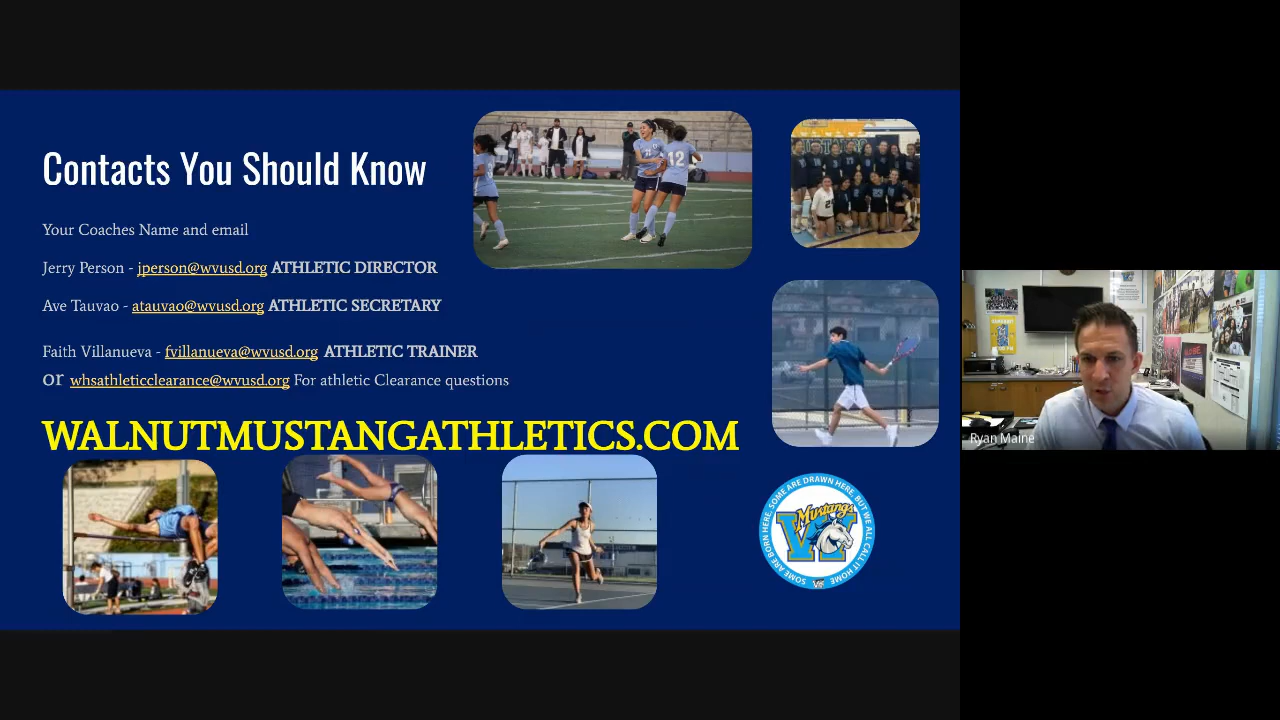 Contacts You Should Know
Your Coaches Name and email
Jerry Person - jperson@wvusd.org ATHLETIC DIRECTOR
Ave Tauvao - atauvao@wvusd.org ATHLETIC SECRETARY
Faith Villanueva - fvillanueva@wvusd.org ATHLETIC TRAINER
or whsathleticclearance@wvusd.org For athletic Clearance questions
WALNUTMUSTANGATHLETICS.COM
12
SOME ARE BORN HERE, SOME ARE DRAWN HERE, BUT WE ALL CALL IT HOME
Mustangs
Ryan Maine